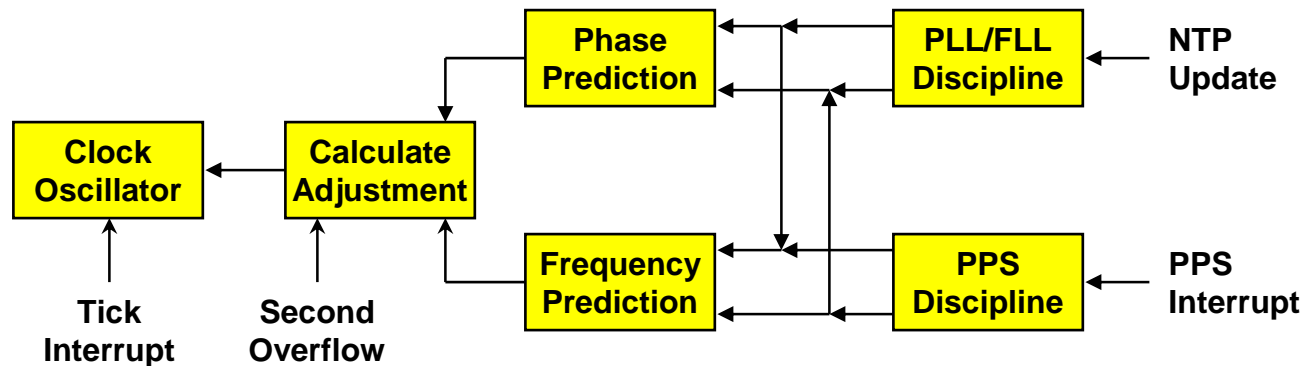 Phase
Prediction
PLL/FLL
Discipline
NTP
Update
Clock
Oscillator
Calculate
Adjustment
Frequency
Prediction
PPS
Discipline
PPS
Interrupt
Tick
Interrupt
Second
Overflow